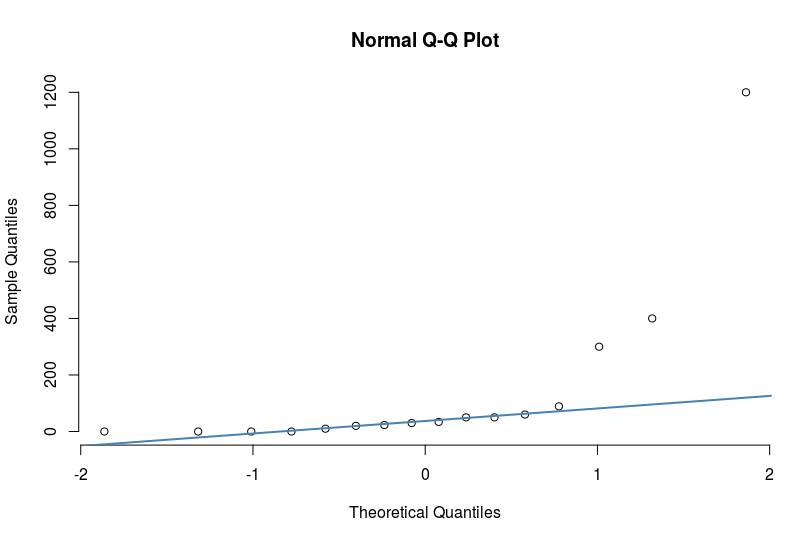 Normal Q-Q Plot
1200
1000
800
600
400
200
0
Sample Quantiles
-2 -1 0 1 2
Theoretical Quantiles